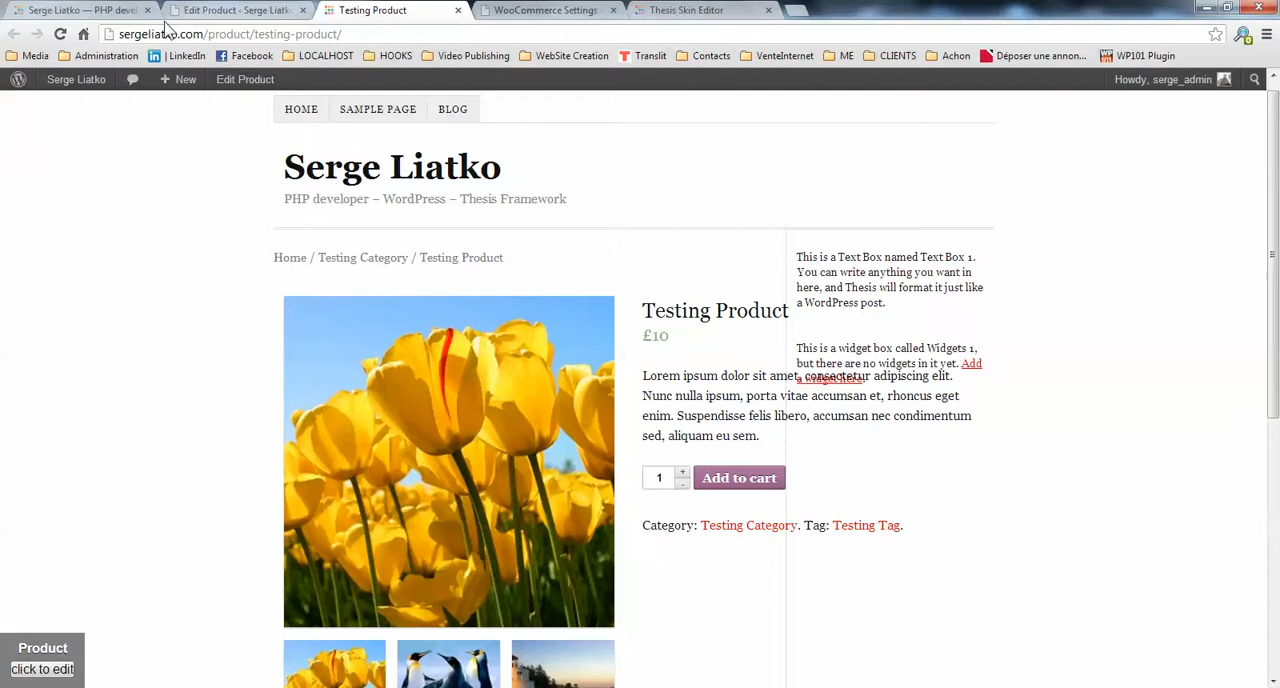 Serge Liatko — PHP devel
Edit Product ‹ Serge Liatko
Testing Product
WooCommerce Settings ‹
Thesis Skin Editor
sergeliatko.com/product/testing-product/
Media
Administration
LinkedIn
Facebook
LOCALHOST
HOOKS
Video Publishing
WebSite Creation
Translit
Contacts
VenteInternet
ME
CLIENTS
Achon
Déposer une annon...
WP101 Plugin
Serge Liatko
New
Edit Product
Howdy, serge_admin
HOME
SAMPLE PAGE
BLOG
Serge Liatko
PHP developer – WordPress – Thesis Framework
Home / Testing Category / Testing Product
This is a Text Box named Text Box 1.
You can write anything you want in
here, and Thesis will format it just like
a WordPress post.
This is a widget box called Widgets 1,
but there are no widgets in it yet. Add
a widget here.
Testing Product
£10
Lorem ipsum dolor sit amet, consectetur adipiscing elit.
Nunc nulla ipsum, porta vitae accumsan et, rhoncus eget
enim. Suspendisse felis libero, accumsan nec condimentum
sed, aliquam eu sem.
1
+
-
Add to cart
Category: Testing Category. Tag: Testing Tag.
Product
click to edit